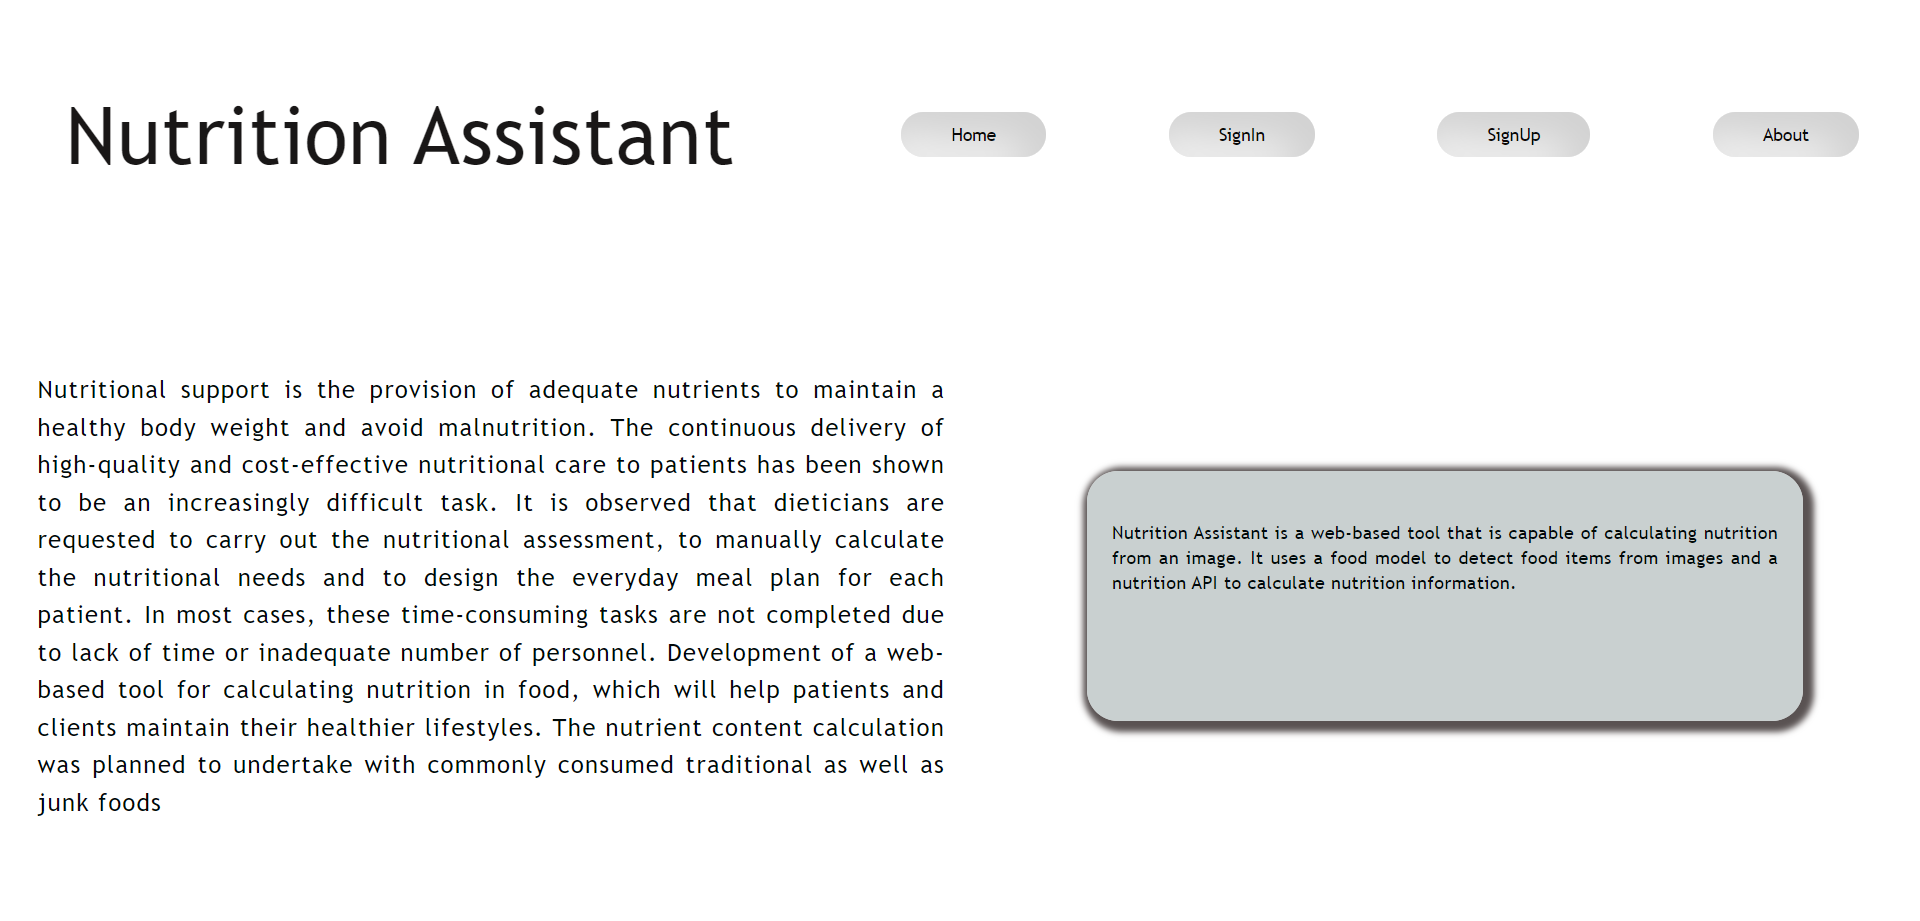 Nutrition Assistant
Home
SignIn
SignUp
About
Nutritional support is the provision of adequate nutrients to maintain a
healthy body weight and avoid malnutrition. The continuous delivery of
high-quality and cost-effective nutritional care to patients has been shown
to be an increasingly difficult task. It is observed that dieticians are
requested to carry out the nutritional assessment, to manually calculate
the nutritional needs and to design the everyday meal plan for each
patient. In most cases, these time-consuming tasks are not completed due
to lack of time or inadequate number of personnel. Development of a web-
based tool for calculating nutrition in food, which will help patients and
clients maintain their healthier lifestyles. The nutrient content calculation
was planned to undertake with commonly consumed traditional as well as
junk foods
Nutrition Assistant is a web-based tool that is capable of calculating nutrition
from an image. It uses a food model to detect food items from images and a
nutrition API to calculate nutrition information.